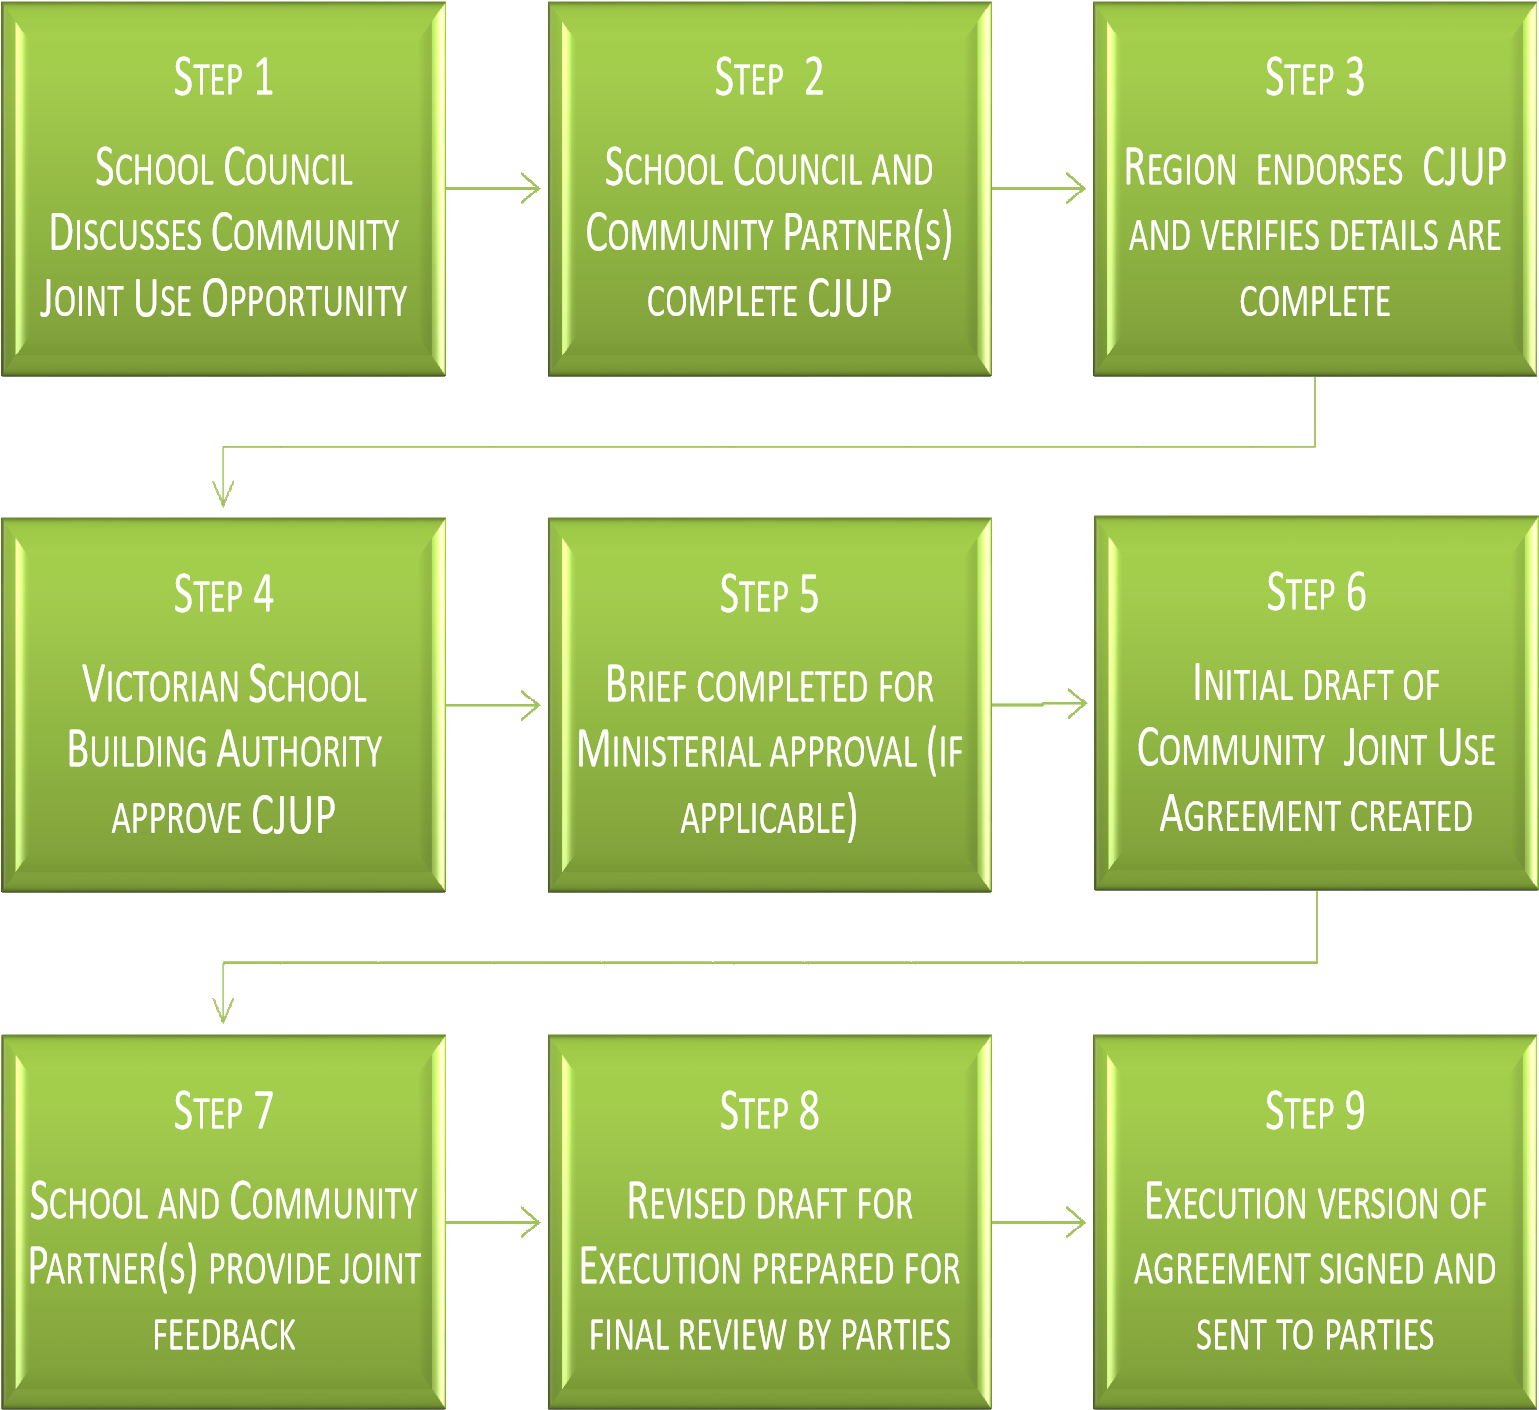 Step 1
School Council
Discusses Community
Joint Use Opportunity
Step 2
School Council and
Community Partner(s)
complete CJUP
Step 3
Region endorses CJUP
and verifies details are
complete
Step 4
Victorian School
Building Authority
approve CJUP
Step 5
Brief completed for
Ministerial approval (if
applicable)
Step 6
Initial draft of
Community Joint Use
Agreement created
Step 7
School and Community
Partner(s) provide joint
feedback
Step 8
Revised draft for
Execution prepared for
final review by parties
Step 9
Execution version of
agreement signed and
sent to parties